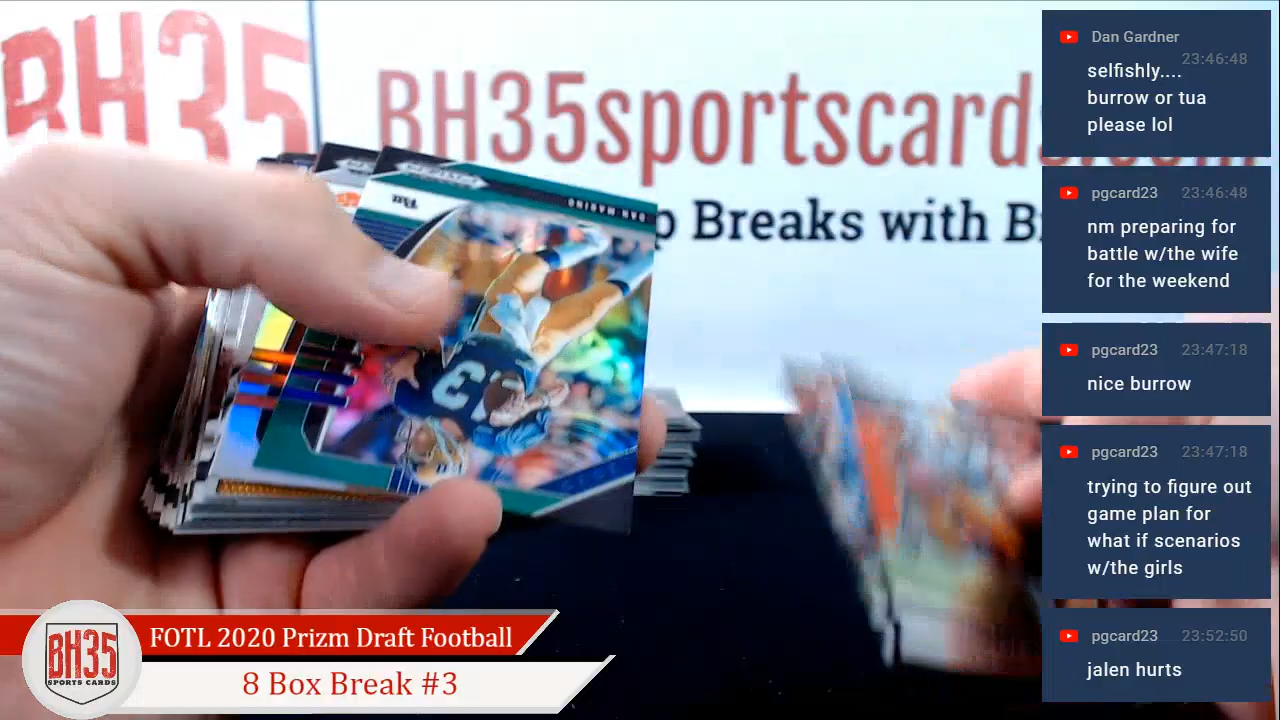 BH35
BH35sportscards.com
p Breaks with B
DAN MARINO
13
Dan Gardner
23:46:48
selfishly....
burrow or tua
please lol
pgcard23 23:46:48
nm preparing for
battle w/the wife
for the weekend
pgcard23 23:47:18
nice burrow
pgcard23 23:47:18
trying to figure out
game plan for
what if scenarios
w/the girls
pgcard23 23:52:50
jalen hurts
BH35
SPORTS CARDS
FOTL 2020 Prizm Draft Football
8 Box Break #3